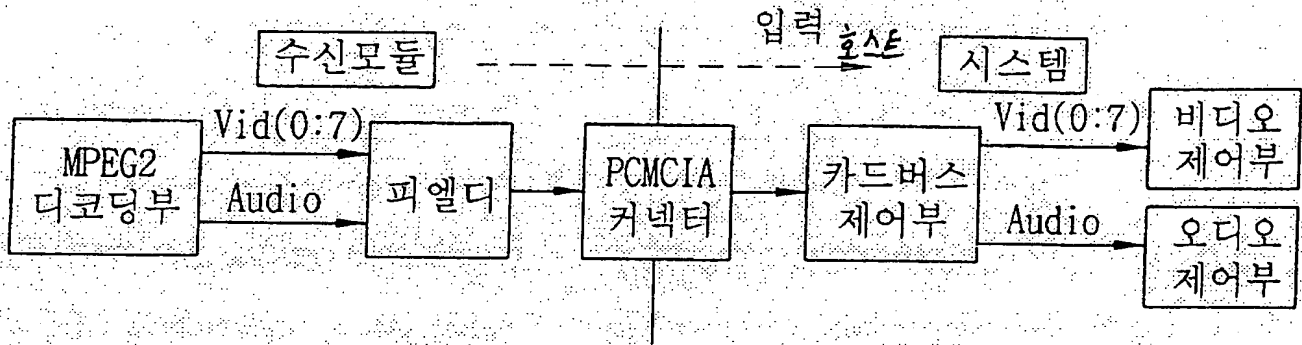 수신모듈
입력 호스트
시스템
MPEG2
디코딩부
Vid(0:7)
Audio
피엘디
PCMCIA
커넥터
카드버스
제어부
Vid(0:7)
Audio
비디오
제어부
오디오
제어부